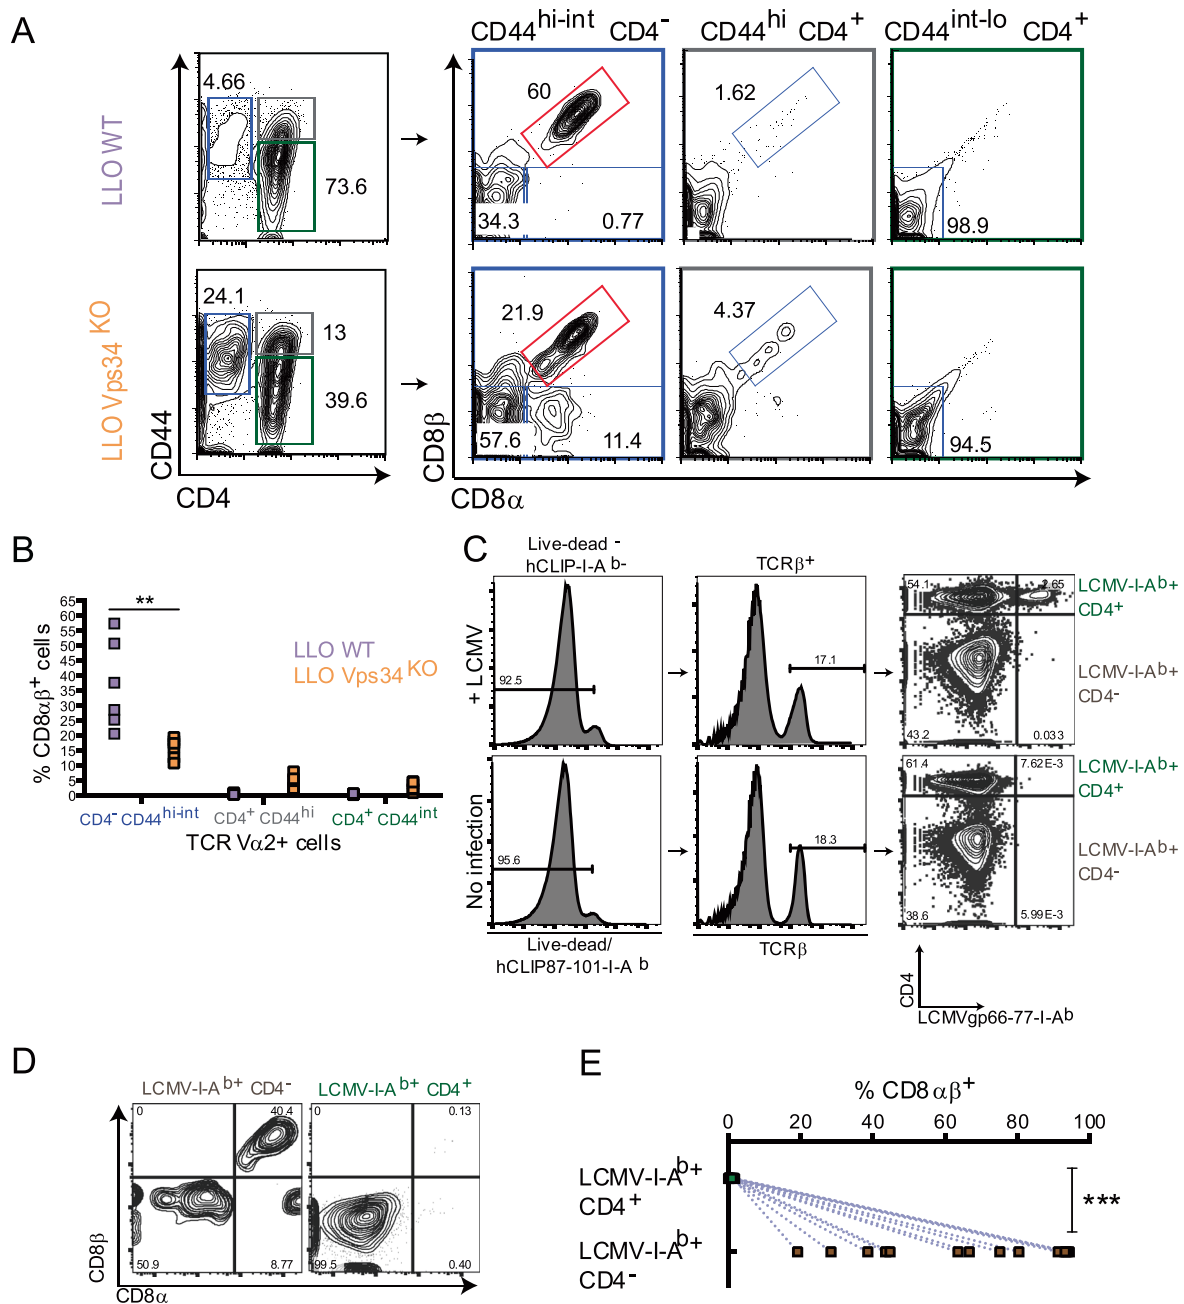 A
CD44hi-int CD4-
CD44hi CD4+
CD44int-lo CD4+
LLO WT
4.66
73.6
60
34.3
0.77
1.62
98.9
LLO Vps34KO
24.1
13
39.6
21.9
57.6
11.4
4.37
94.5
CD44
CD4
CD8β
CD8α
B
% CD8αβ+ cells
65
60
55
50
45
40
35
30
25
20
15
10
5
0
**
LLO WT
LLO Vps34KO
CD4- CD44hi-int
CD4+ CD44hi
CD4+ CD44int
TCR Vα2+ cells
C
Live-dead -
hCLIP-I-A b-
TCRβ+
+ LCMV
92.5
17.1
54.1
2.65
43.2
0.033
LCMV-I-Ab+
CD4+
LCMV-I-Ab+
CD4-
No infection
95.6
18.3
61.4
7.62E-3
38.6
5.99E-3
LCMV-I-Ab+
CD4+
LCMV-I-Ab+
CD4-
Live-dead/
hCLIP87-101-I-A b
TCRβ
CD4
LCMVgp66-77-I-Ab
D
LCMV-I-A b+ CD4-
LCMV-I-A b+ CD4+
0
40.4
50.9
8.77
0
0.13
99.5
0.40
CD8β
CD8α
E
% CD8αβ+
0
20
40
60
80
100
LCMV-I-Ab+
CD4+
LCMV-I-Ab+
CD4-
***